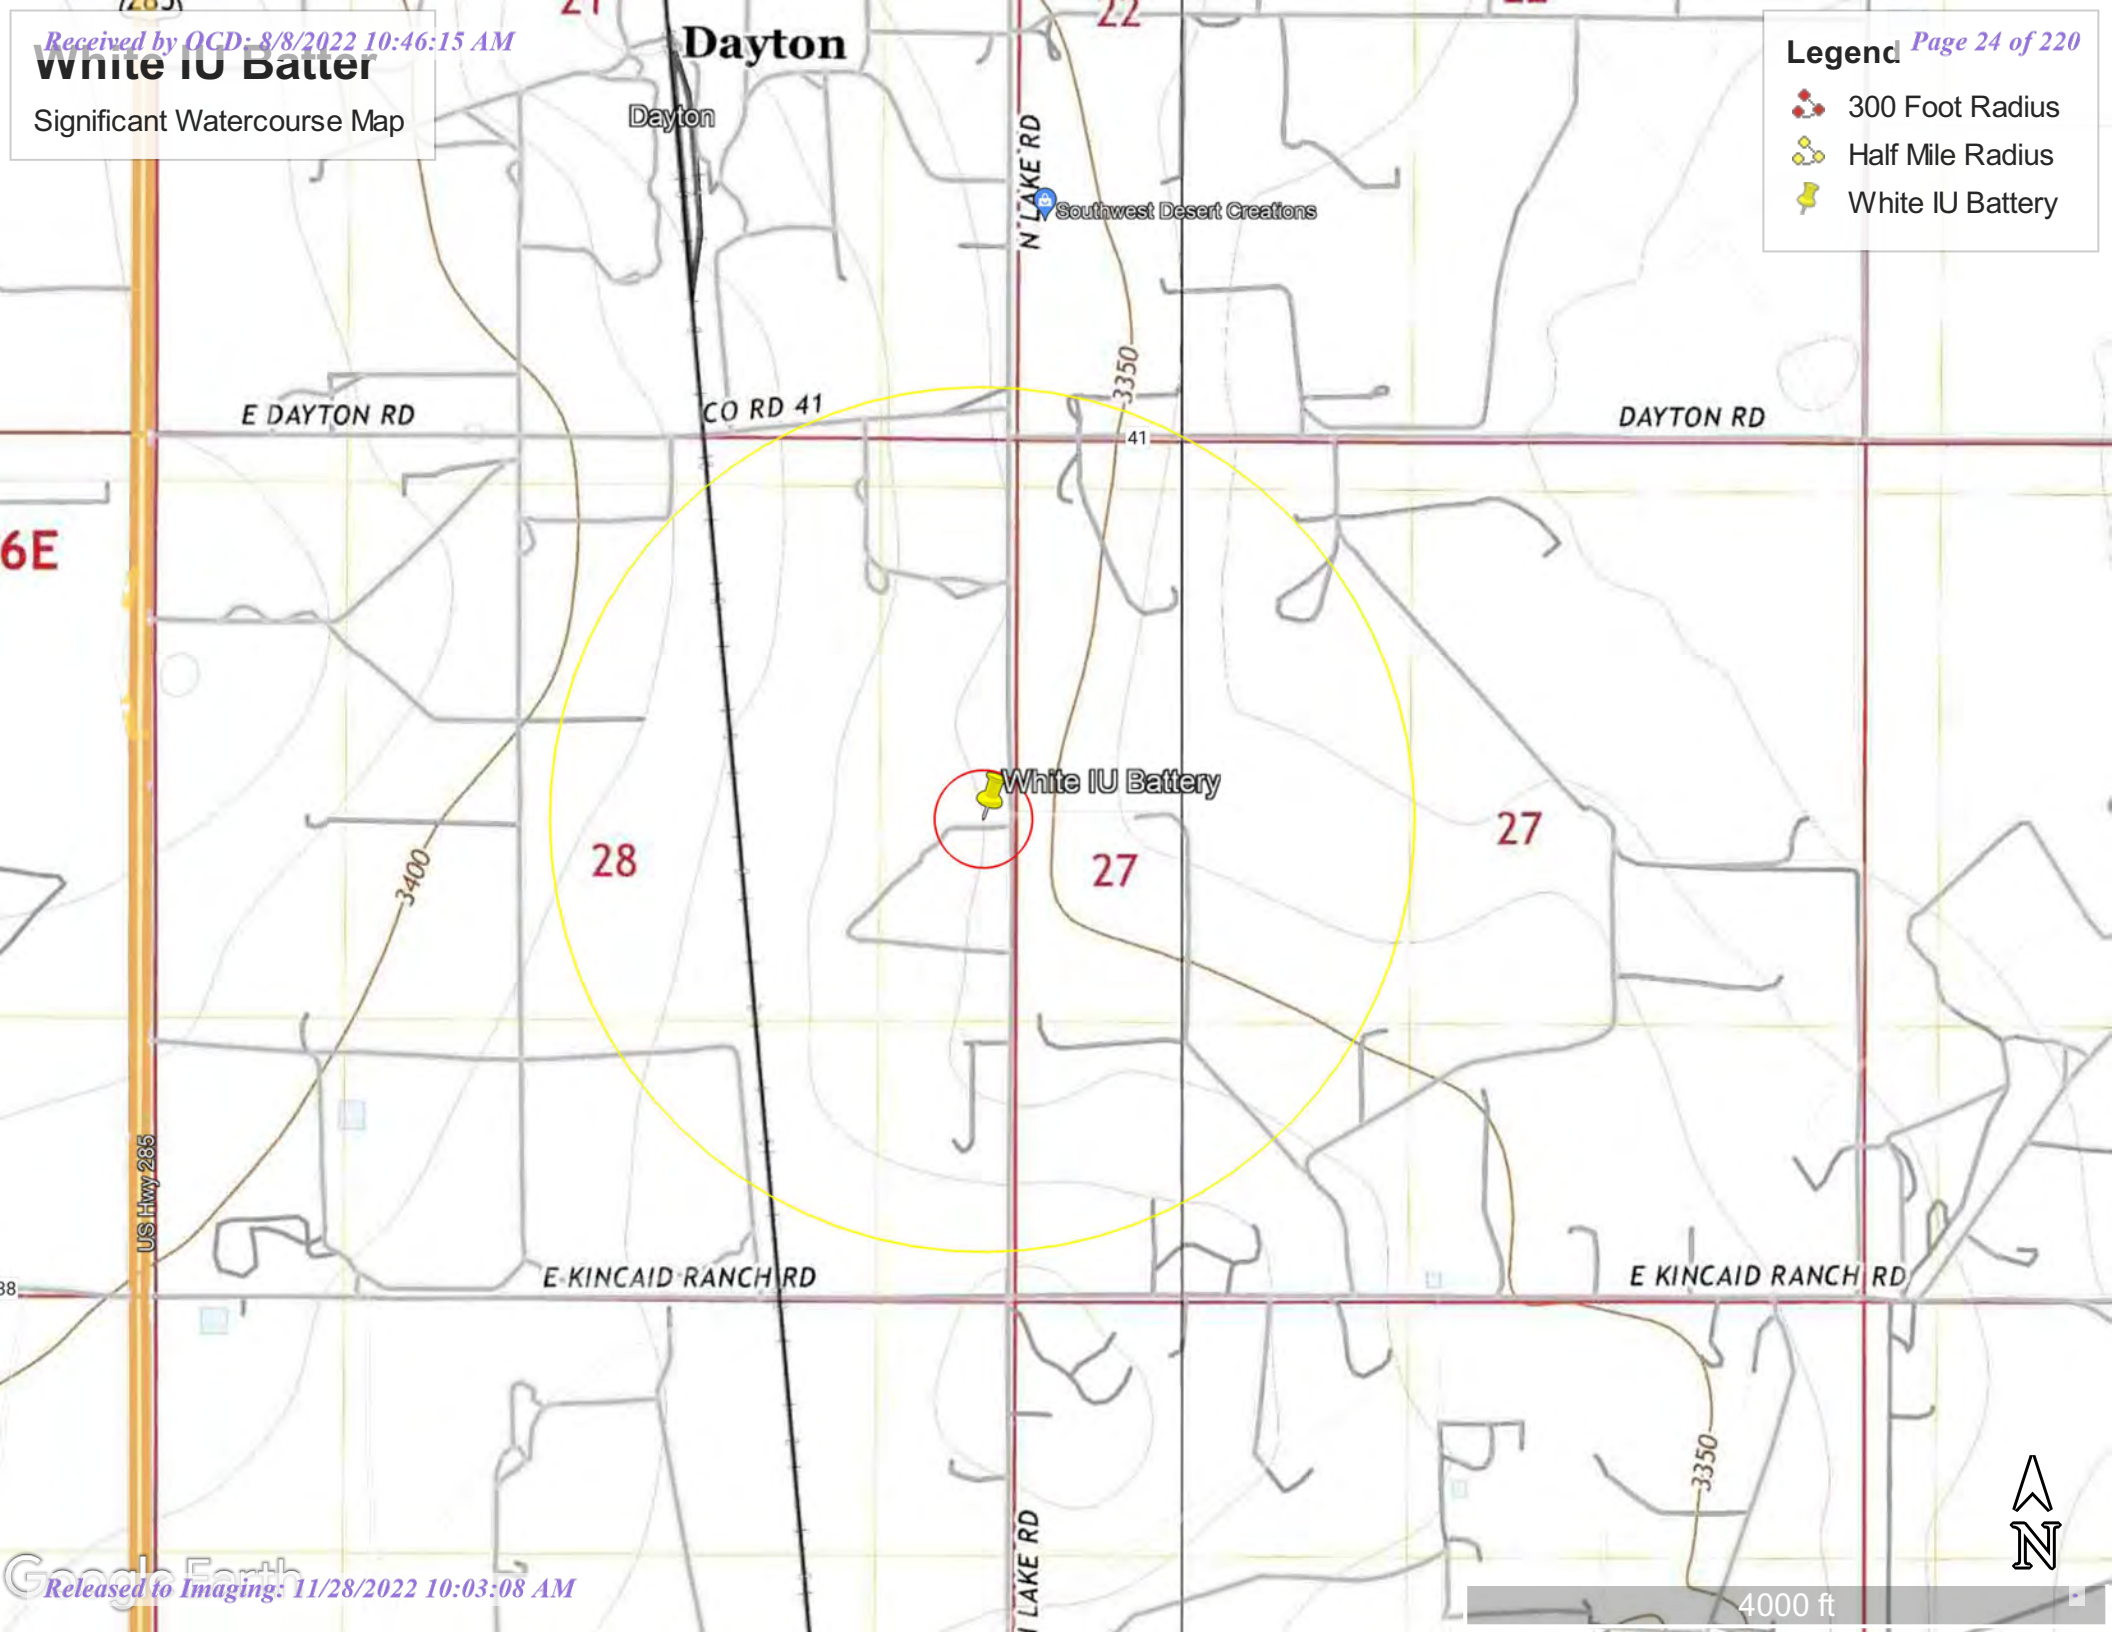 (285)
21
22
Received by OCD: 8/8/2022 10:46:15 AM
Page 24 of 220
White IU Batter
Significant Watercourse Map
Dayton
Dayton
Legend
300 Foot Radius
Half Mile Radius
White IU Battery
N LAKE RD
Southwest Desert Creations
3350
E DAYTON RD
CO RD 41
41
DAYTON RD
6E
White IU Battery
28
27
27
3400
US Hwy 285
E KINCAID RANCH RD
E KINCAID RANCH RD
38
3350
LAKE RD
N
Google Earth
Released to Imaging: 11/28/2022 10:03:08 AM
4000 ft